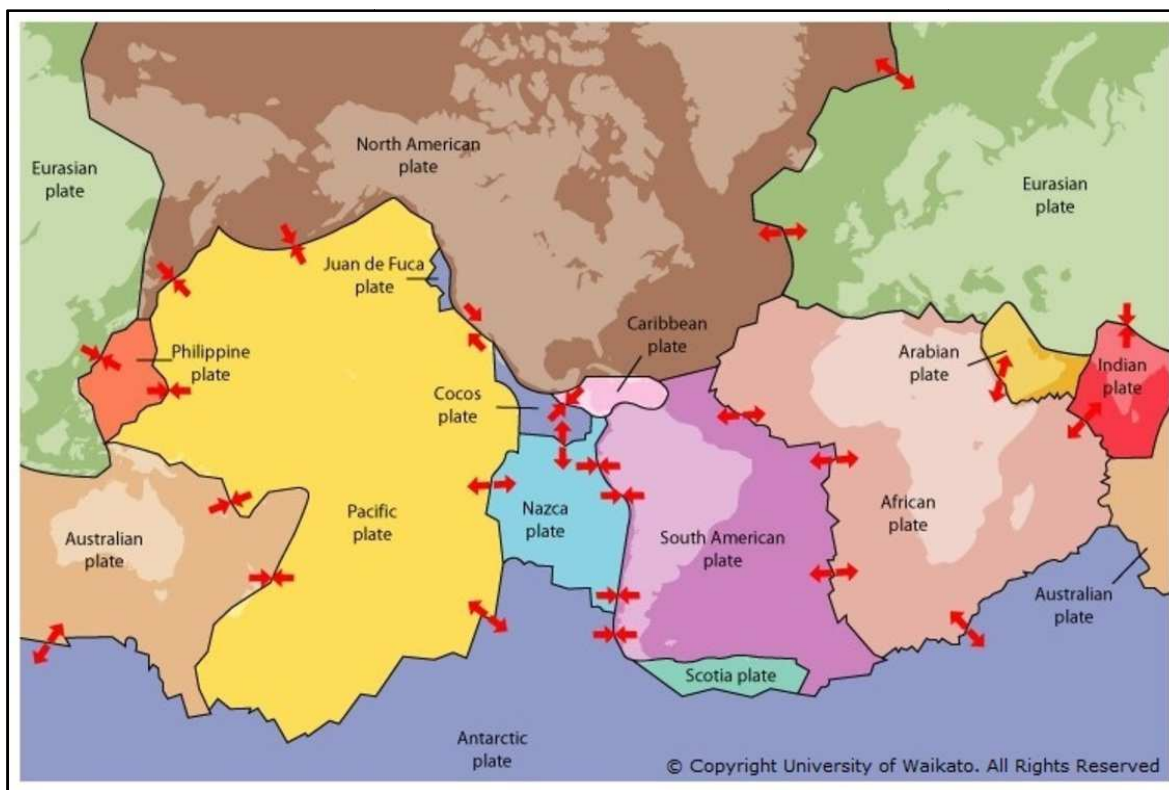 North American
plate
Eurasian
plate
Eurasian
plate
Juan de Fuca
plate
Caribbean
plate
Philippine
plate
Arabian
plate
Indian
plate
Cocos
plate
Australian
plate
Pacific
plate
Nazca
plate
South American
plate
African
plate
Australian
plate
Scotia plate
Antarctic
plate
© Copyright University of Waikato. All Rights Reserved